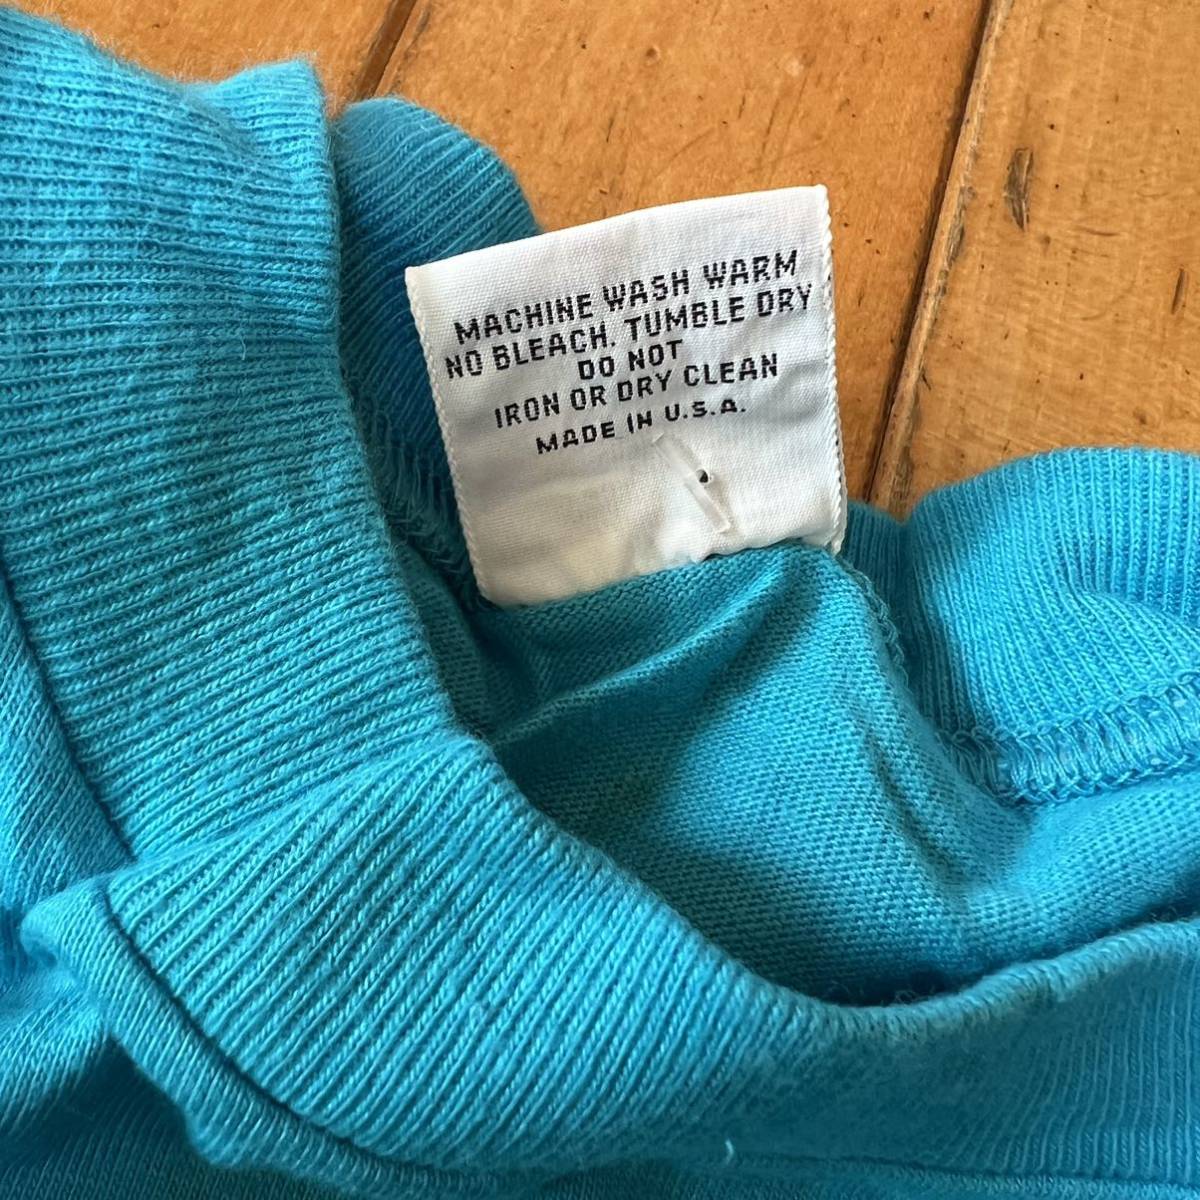 MACHINE WASH WARM
NO BLEACH. TUMBLE DRY
DO NOT
IRON OR DRY CLEAN
MADE IN U.S.A.